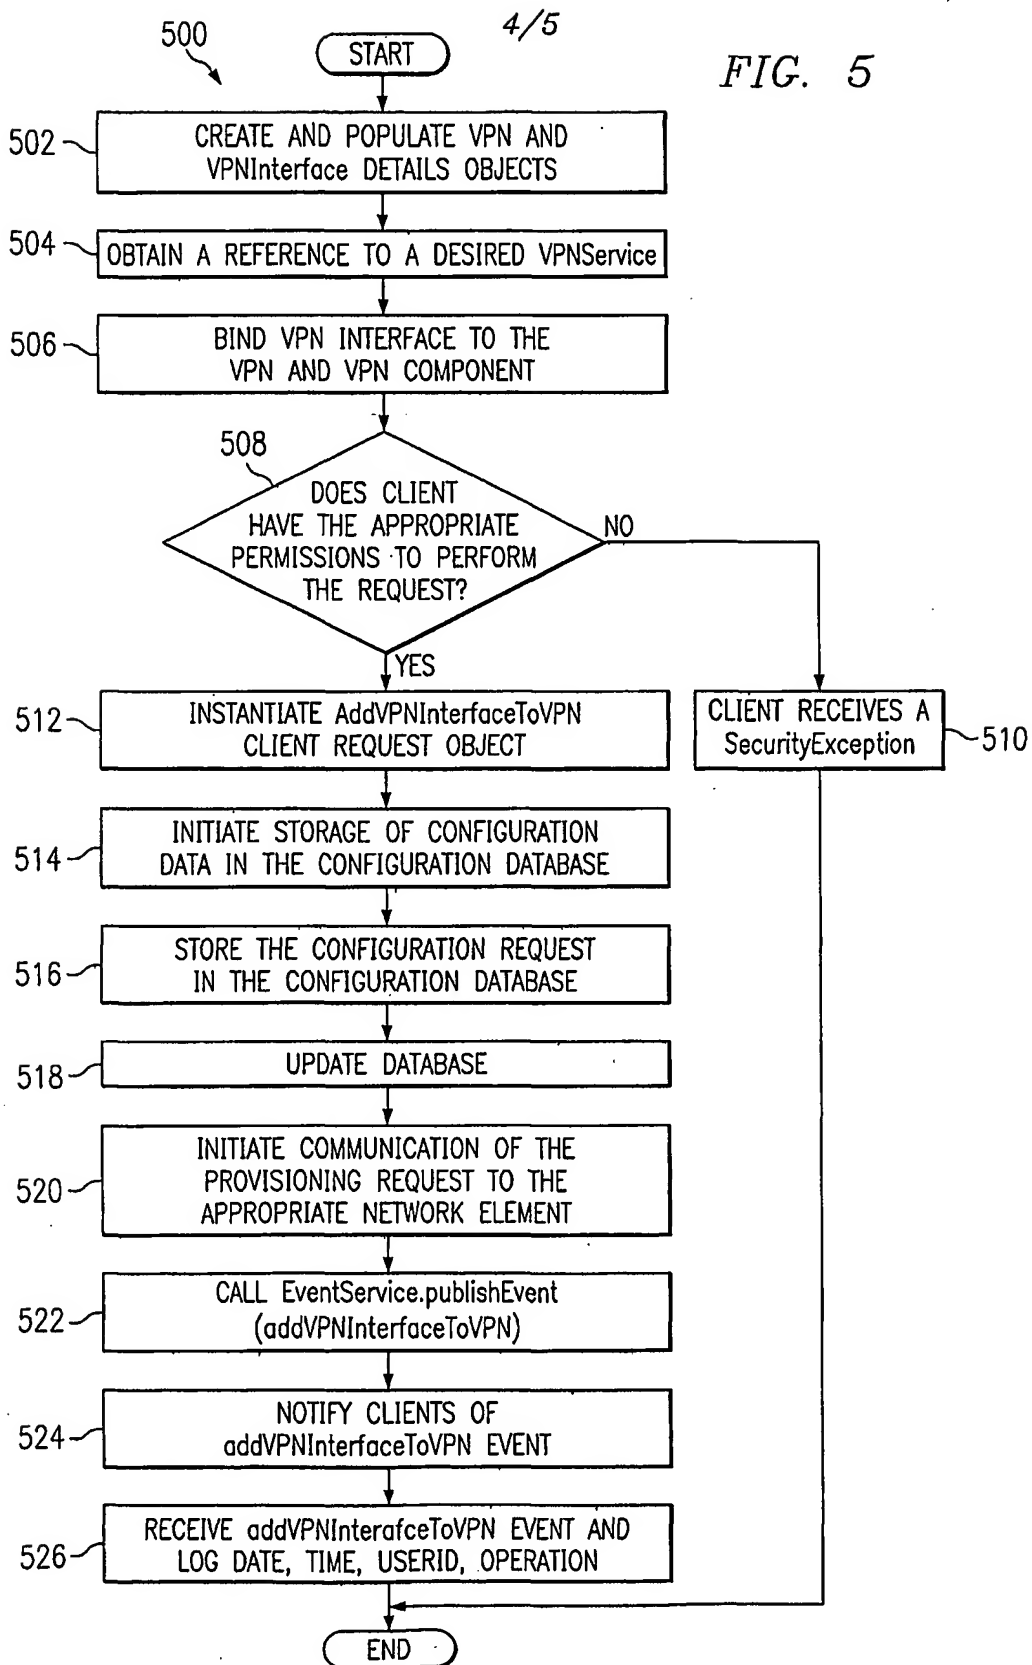 4/5
500
START
FIG. 5
502
CREATE AND POPULATE VPN AND
VPNInterface DETAILS OBJECTS
504
OBTAIN A REFERENCE TO A DESIRED VPNService
506
BIND VPN INTERFACE TO THE
VPN AND VPN COMPONENT
508
DOES CLIENT
HAVE THE APPROPRIATE
PERMISSIONS TO PERFORM
THE REQUEST?
NO
YES
512
INSTANTIATE AddVPNInterfaceToVPN
CLIENT REQUEST OBJECT
CLIENT RECEIVES A
SecurityException
510
514
INITIATE STORAGE OF CONFIGURATION
DATA IN THE CONFIGURATION DATABASE
516
STORE THE CONFIGURATION REQUEST
IN THE CONFIGURATION DATABASE
518
UPDATE DATABASE
520
INITIATE COMMUNICATION OF THE
PROVISIONING REQUEST TO THE
APPROPRIATE NETWORK ELEMENT
522
CALL EventService.publishEvent
(addVPNInterfaceToVPN)
524
NOTIFY CLIENTS OF
addVPNInterfaceToVPN EVENT
526
RECEIVE addVPNInterafceToVPN EVENT AND
LOG DATE, TIME, USERID, OPERATION
END